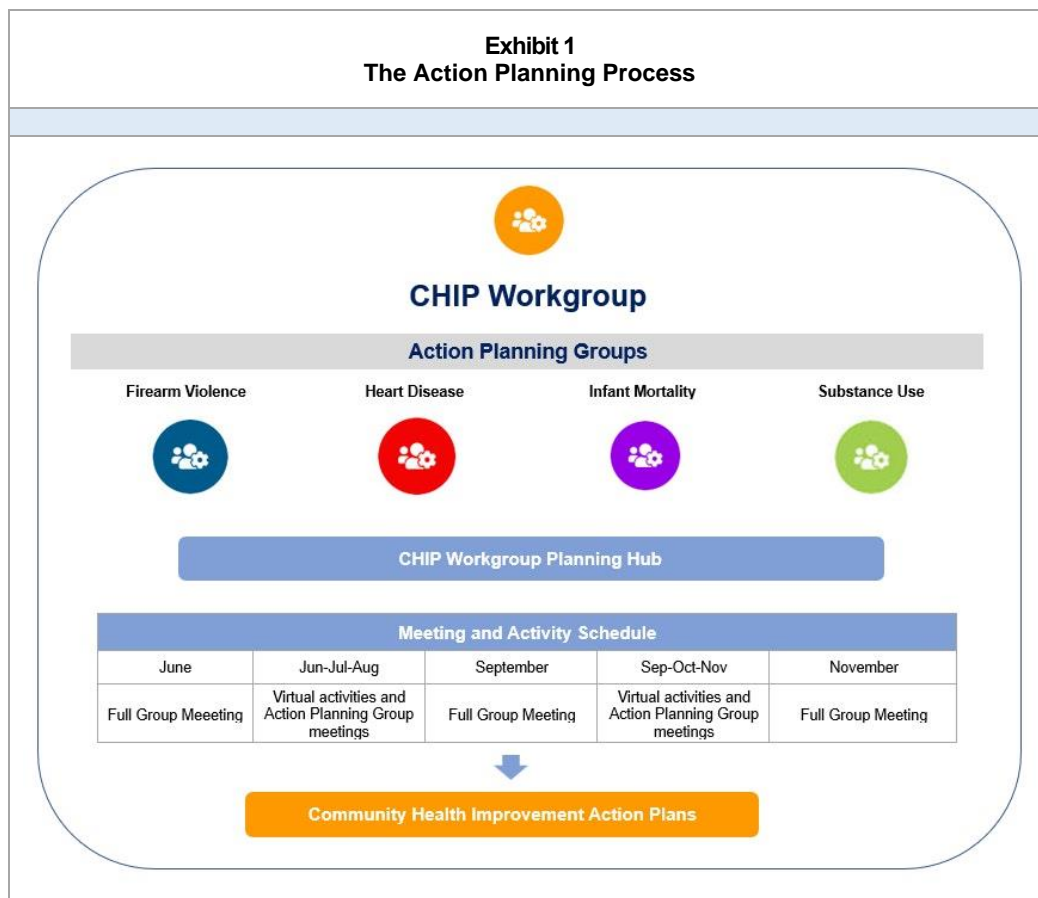 Exhibit 1
The Action Planning Process
CHIP Workgroup
Action Planning Groups
Firearm Violence
Heart Disease
Infant Mortality
Substance Use
CHIP Workgroup Planning Hub
Meeting and Activity Schedule
June
Jun-Jul-Aug
September
Sep-Oct-Nov
November
Full Group Meeeting
Virtual activities and
Action Planning Group
meetings
Full Group Meeting
Virtual activities and
Action Planning Group
meetings
Full Group Meeting
Community Health Improvement Action Plans